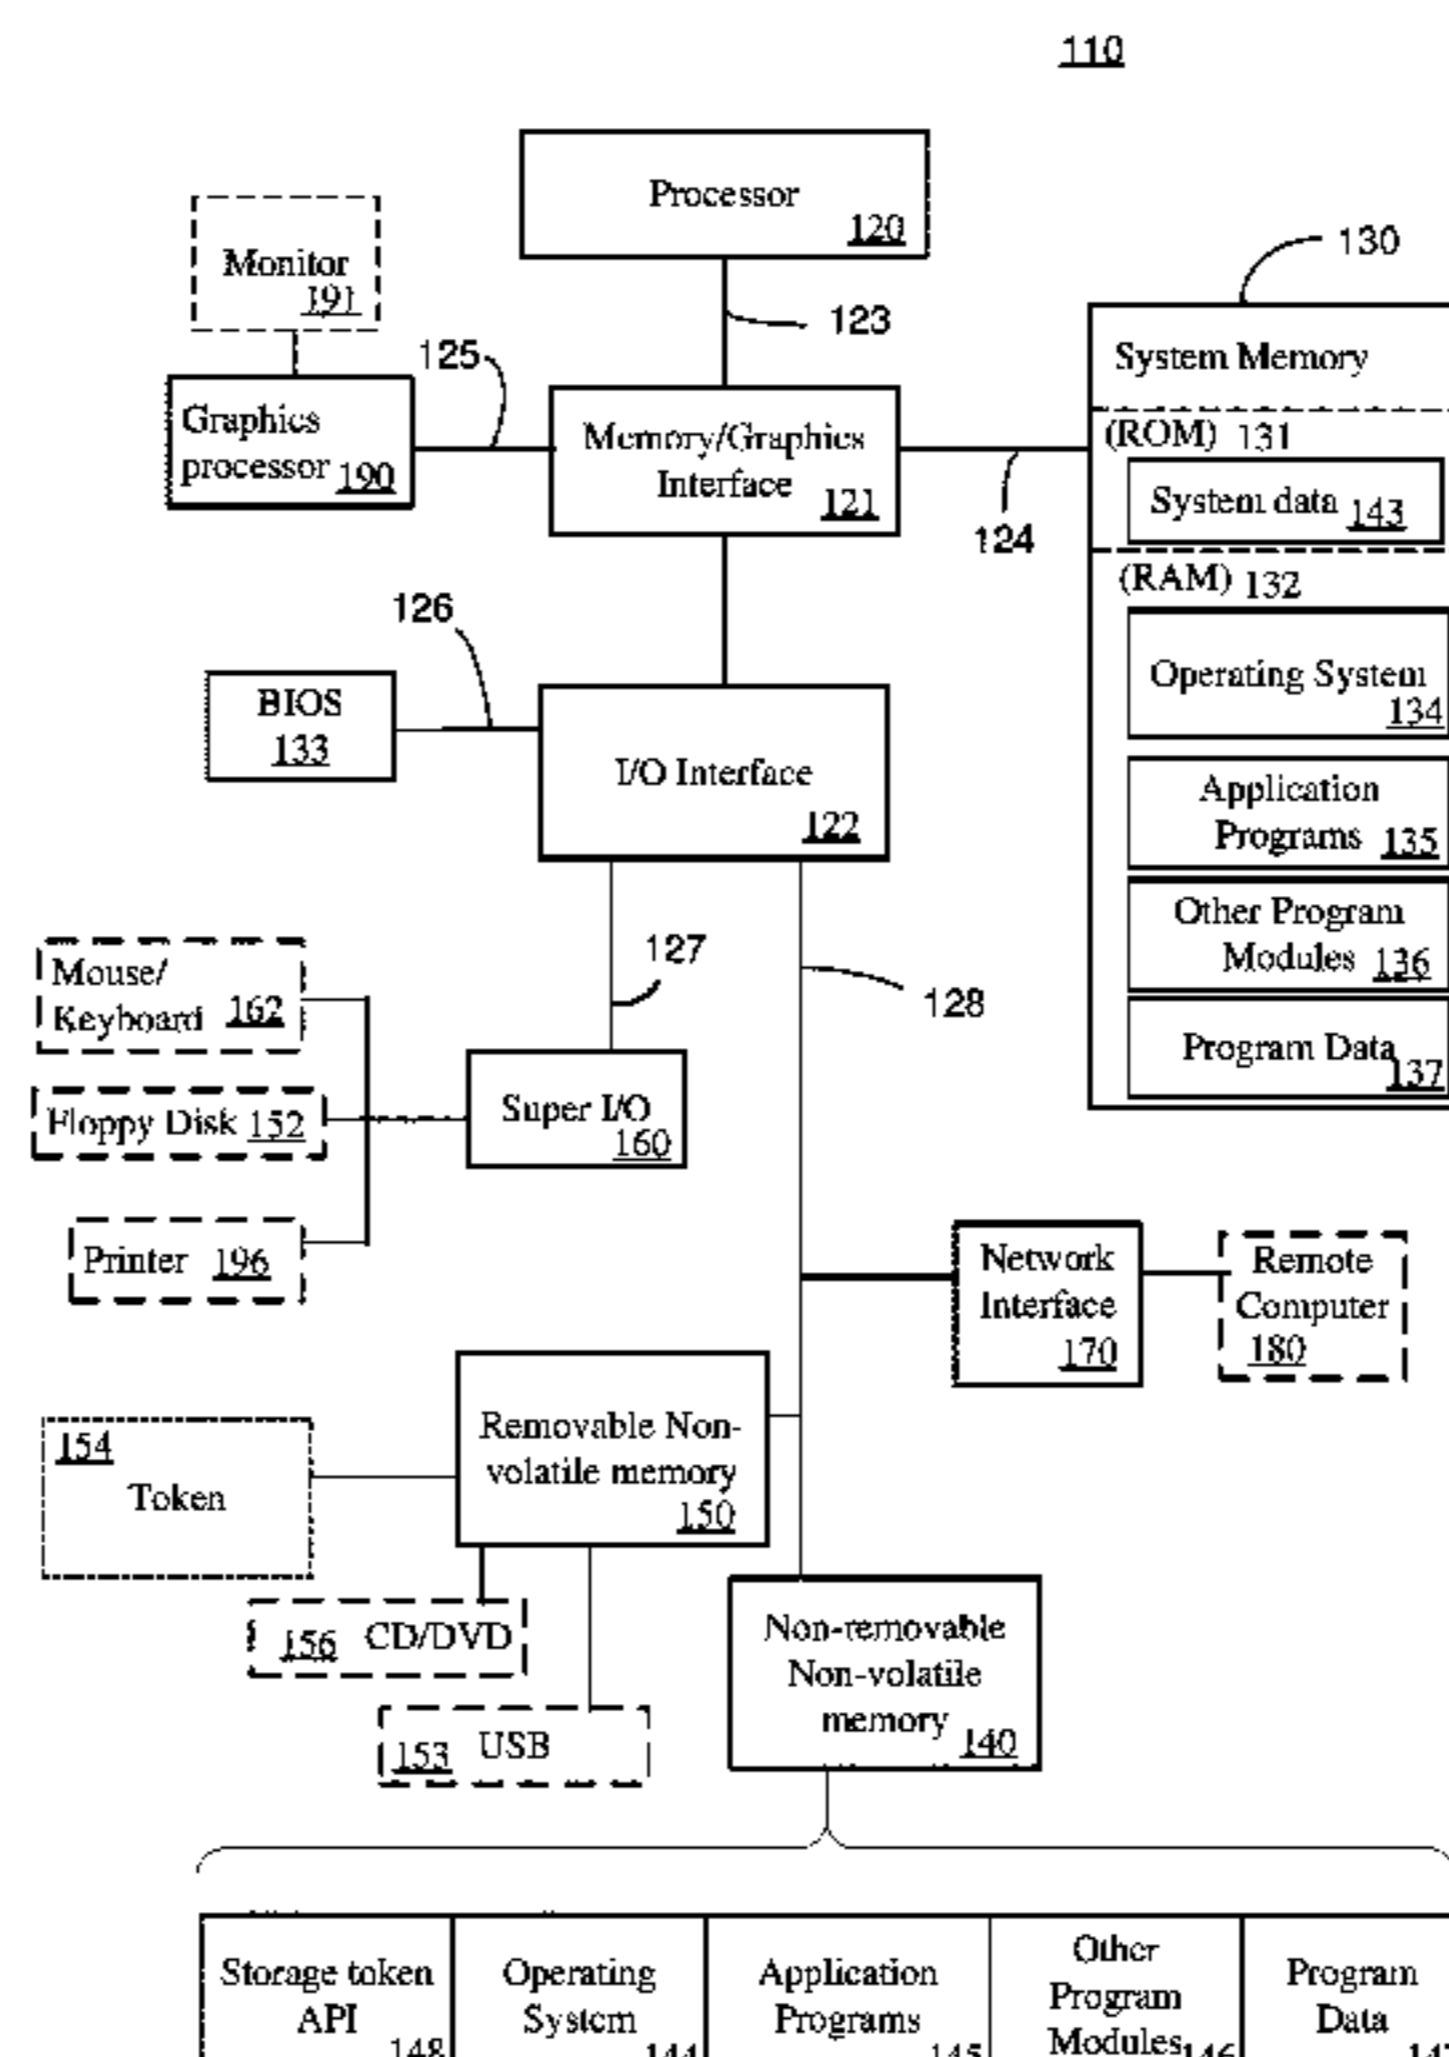 110
Processor
120
Monitor
191
130
123
125
System Memory
Graphics
processor 190
Memory/Graphics
Interface
121
(ROM) 131
System data 143
124
(RAM) 132
126
Operating System
134
BIOS
133
I/O Interface
122
Application
Programs 135
Other Program
Modules 136
127
128
Mouse/
Keyboard 162
Program Data
137
Floppy Disk 152
Super I/O
160
Printer 196
Network
Interface
170
Remote
Computer
180
154
Token
Removable Non-
volatile memory
150
156 CD/DVD
Non-removable
Non-volatile
memory 140
153 USB
Storage token
API
148
Operating
System
144
Application
Programs
145
Other
Program
Modules 146
Program
Data